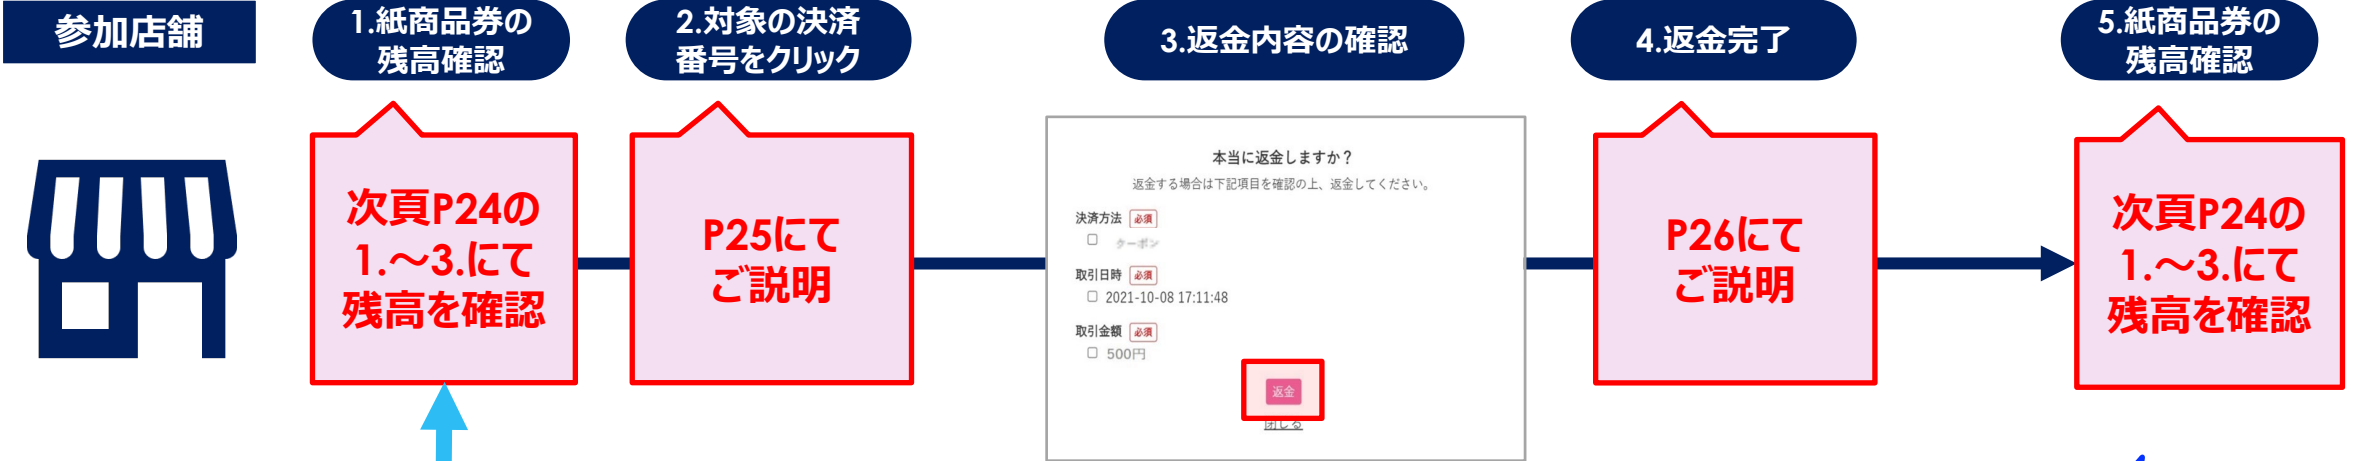 参加店舗
1.紙商品券の
残高確認
2.対象の決済
番号をクリック
3.返金内容の確認
4.返金完了
5.紙商品券の
残高確認
次頁P24の
1.～3.にて
残高を確認
P25にて
ご説明
本当に返金しますか？
返金する場合は下記項目を確認の上、返金してください。
決済方法 必須
クーポン
取引日時 必須
2021-10-08 17:11:48
取引金額 必須
500円
返金
閉じる
P26にて
ご説明
次頁P24の
1.～3.にて
残高を確認